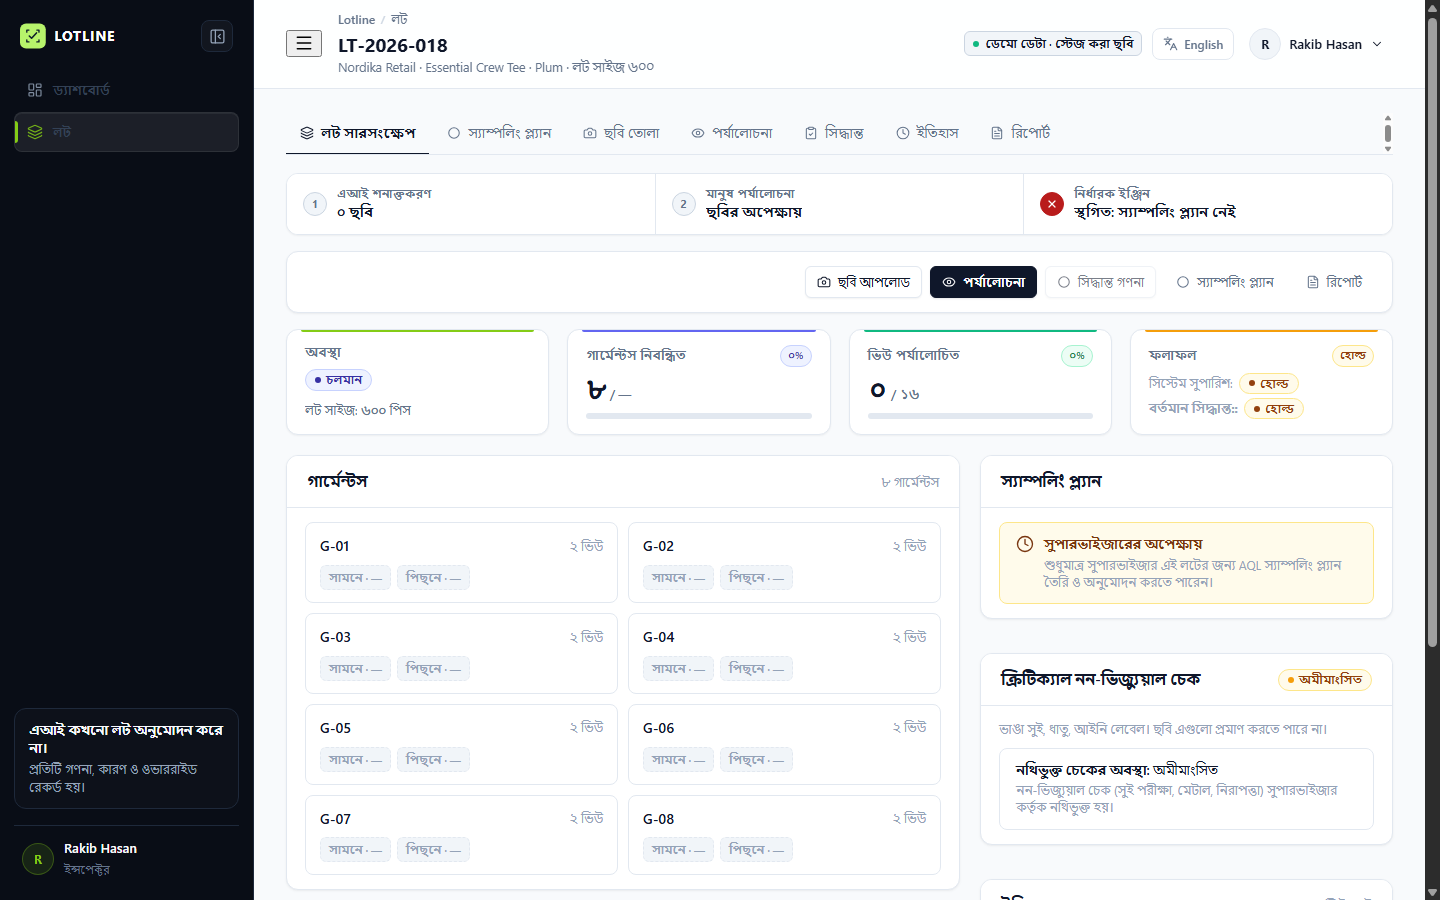 LOTLINE
ড্যাশবোর্ড
লট
এআই কখনো লট অনুমোদন করে না।
প্রতিটি গণনা, কারণ ও ওভাররাইড রেকর্ড হয়।
R
Rakib Hasan
ইন্সপেক্টর
Lotline / লট
LT-2026-018
Nordika Retail · Essential Crew Tee · Plum · লট সাইজ ৬০০
ডেমো ডেটা · স্টেজ করা ছবি
English
R
Rakib Hasan
লট সারসংক্ষেপ
স্যাম্পলিং প্ল্যান
ছবি তোলা
পর্যালোচনা
সিদ্ধান্ত
ইতিহাস
রিপোর্ট
1
এআই শনাক্তকরণ
০ ছবি
2
মানুষ পর্যালোচনা
ছবির অপেক্ষায়
নির্ধারক ইঞ্জিন
স্থগিত: স্যাম্পলিং প্ল্যান নেই
ছবি আপলোড
পর্যালোচনা
সিদ্ধান্ত গণনা
স্যাম্পলিং প্ল্যান
রিপোর্ট
অবস্থা
চলমান
লট সাইজ: ৬০০ পিস
গার্মেন্টস নিবন্ধিত
০%
৮ / —
ভিউ পর্যালোচিত
০%
০ / ১৬
ফলাফল
হোল্ড
সিস্টেম সুপারিশ: হোল্ড
বর্তমান সিদ্ধান্ত:: হোল্ড
গার্মেন্টস
৮ গার্মেন্টস
G-01
২ ভিউ
সামনে · —
পিছনে · —
G-02
২ ভিউ
সামনে · —
পিছনে · —
G-03
২ ভিউ
সামনে · —
পিছনে · —
G-04
২ ভিউ
সামনে · —
পিছনে · —
G-05
২ ভিউ
সামনে · —
পিছনে · —
G-06
২ ভিউ
সামনে · —
পিছনে · —
G-07
২ ভিউ
সামনে · —
পিছনে · —
G-08
২ ভিউ
সামনে · —
পিছনে · —
স্যাম্পলিং প্ল্যান
সুপারভাইজারের অপেক্ষায়
শুধুমাত্র সুপারভাইজার এই লটের জন্য AQL স্যাম্পলিং প্ল্যান
তৈরি ও অনুমোদন করতে পারেন।
ক্রিটিক্যাল নন-ভিজ্যুয়াল চেক
অমীমাংসিত
ভাঙা সুই, ধাতু, আইনি লেবেল। ছবি এগুলো প্রমাণ করতে পারে না।
নথিভুক্ত চেকের অবস্থা: অমীমাংসিত
নন-ভিজ্যুয়াল চেক (সুই পরীক্ষা, মেটাল, নিরাপত্তা) সুপারভাইজার
কর্তৃক নথিভুক্ত হয়।